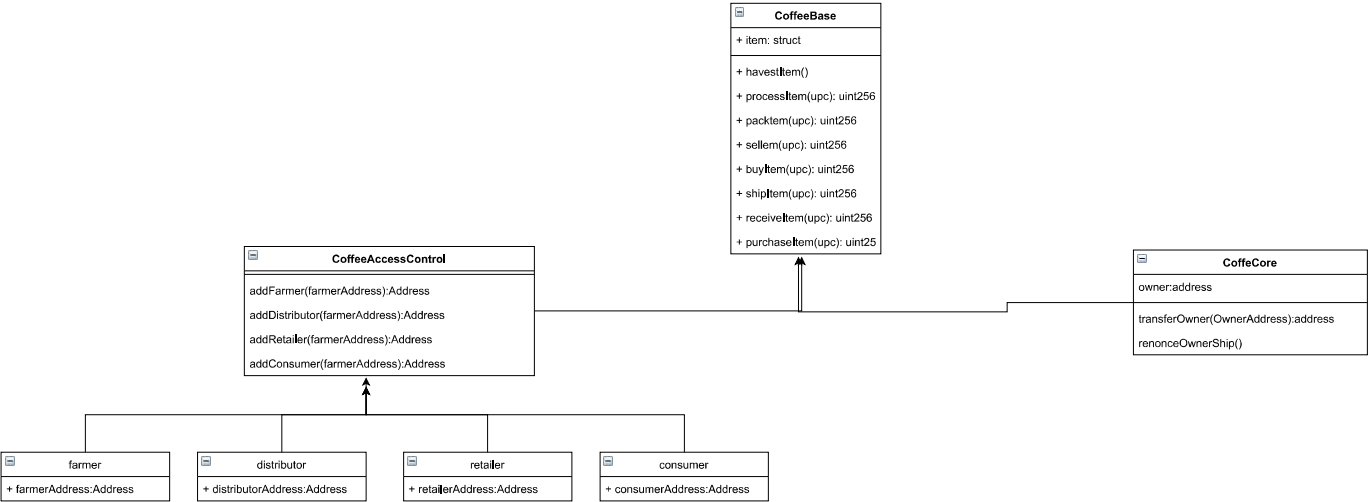 CoffeeBase
+ item: struct
+ havestItem()
+ processItem(upc): uint256
+ packtem(upc): uint256
+ sellem(upc): uint256
+ buyItem(upc): uint256
+ shipItem(upc): uint256
+ receiveItem(upc): uint256
+ purchaseItem(upc): uint25
CoffeeAccessControl
addFarmer(farmerAddress):Address
addDistributor(farmerAddress):Address
addRetailer(farmerAddress):Address
addConsumer(farmerAddress):Address
CoffeCore
owner:address
transferOwner(OwnerAddress):address
renonceOwnerShip()
farmer
+ farmerAddress:Address
distributor
+ distributorAddress:Address
retailer
+ retailerAddress:Address
consumer
+ consumerAddress:Address